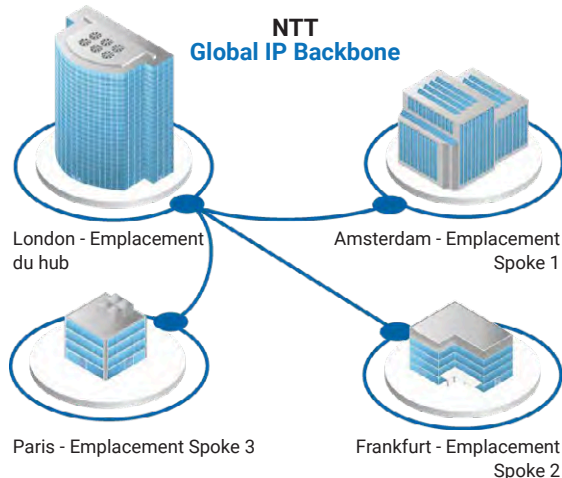 NTT
Global IP Backbone
London - Emplacement
du hub
Amsterdam - Emplacement
Spoke 1
Paris - Emplacement Spoke 3
Frankfurt - Emplacement
Spoke 2